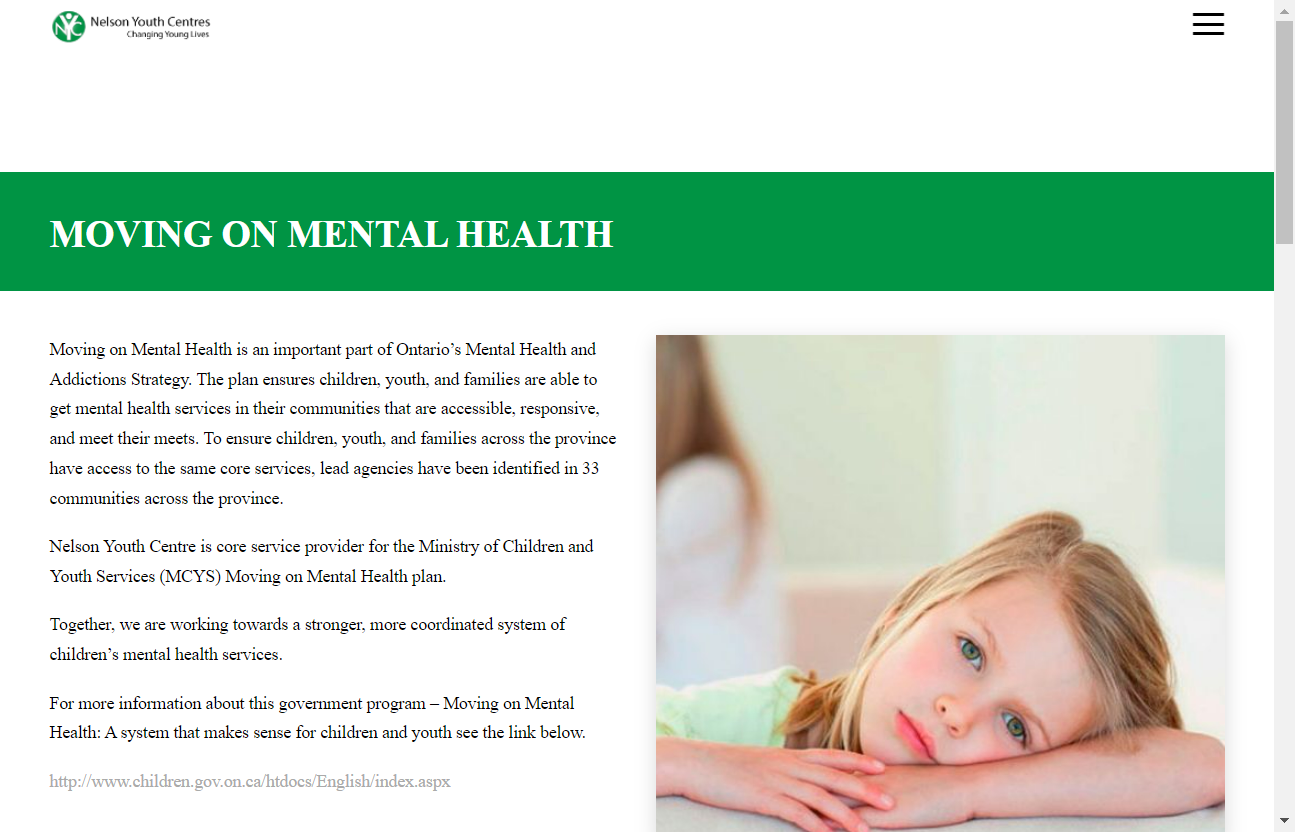 NYC
Nelson Youth Centres
Changing Young Lives
MOVING ON MENTAL HEALTH
Moving on Mental Health is an important part of Ontario’s Mental Health and
Addictions Strategy. The plan ensures children, youth, and families are able to
get mental health services in their communities that are accessible, responsive,
and meet their meets. To ensure children, youth, and families across the province
have access to the same core services, lead agencies have been identified in 33
communities across the province.
Nelson Youth Centre is core service provider for the Ministry of Children and
Youth Services (MCYS) Moving on Mental Health plan.
Together, we are working towards a stronger, more coordinated system of
children’s mental health services.
For more information about this government program – Moving on Mental
Health: A system that makes sense for children and youth see the link below.
http://www.children.gov.on.ca/htdocs/English/index.aspx